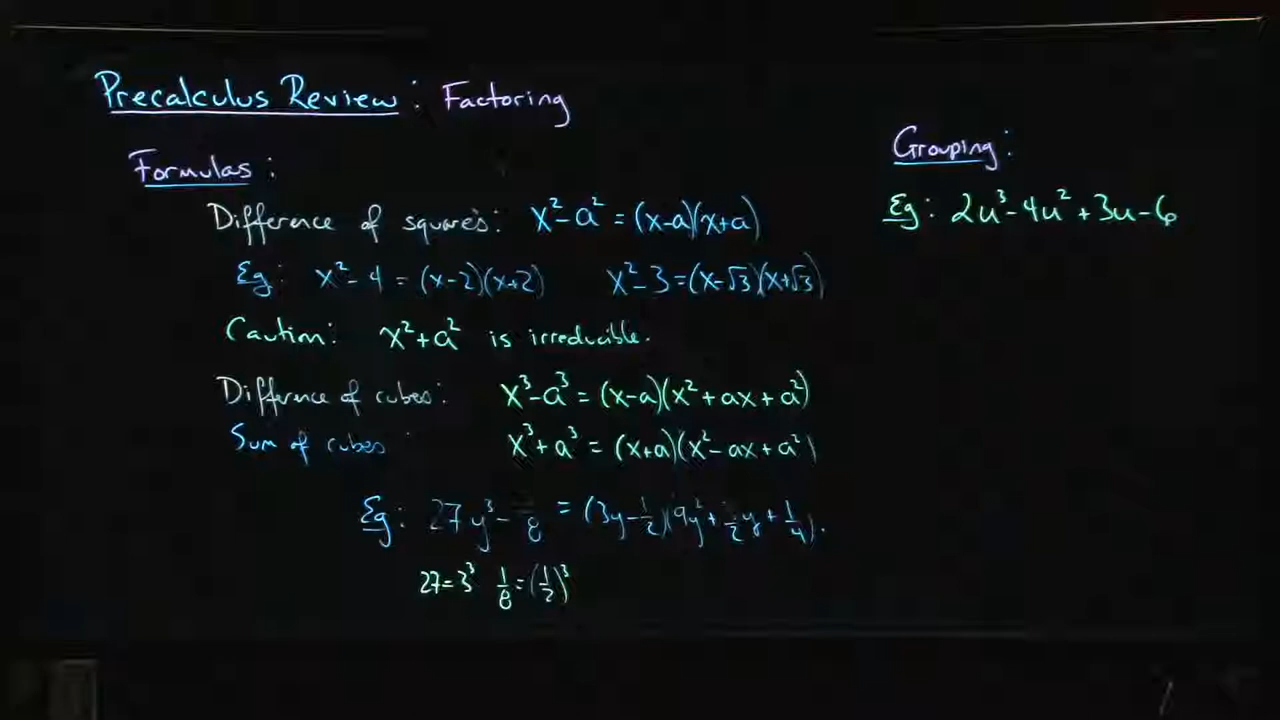 Precalculus Review: Factoring
Formulas:
Difference of squares: x²-a² = (x-a)(x+a)
Eg: x²-4 = (x-2)(x+2) x²-3 = (x-√3)(x+√3)
Caution: x²+a² is irreducible.
Difference of cubes: x³-a³ = (x-a)(x²+ax+a²)
Sum of cubes: x³+a³ = (x+a)(x²-ax+a²)
Eg: 27y³- /8 = (3y-1/2)(9y²+ /2 y+1/4).
27=3³ 1/8=(1/2)³
Grouping:
Eg: 2u³-4u²+3u-6